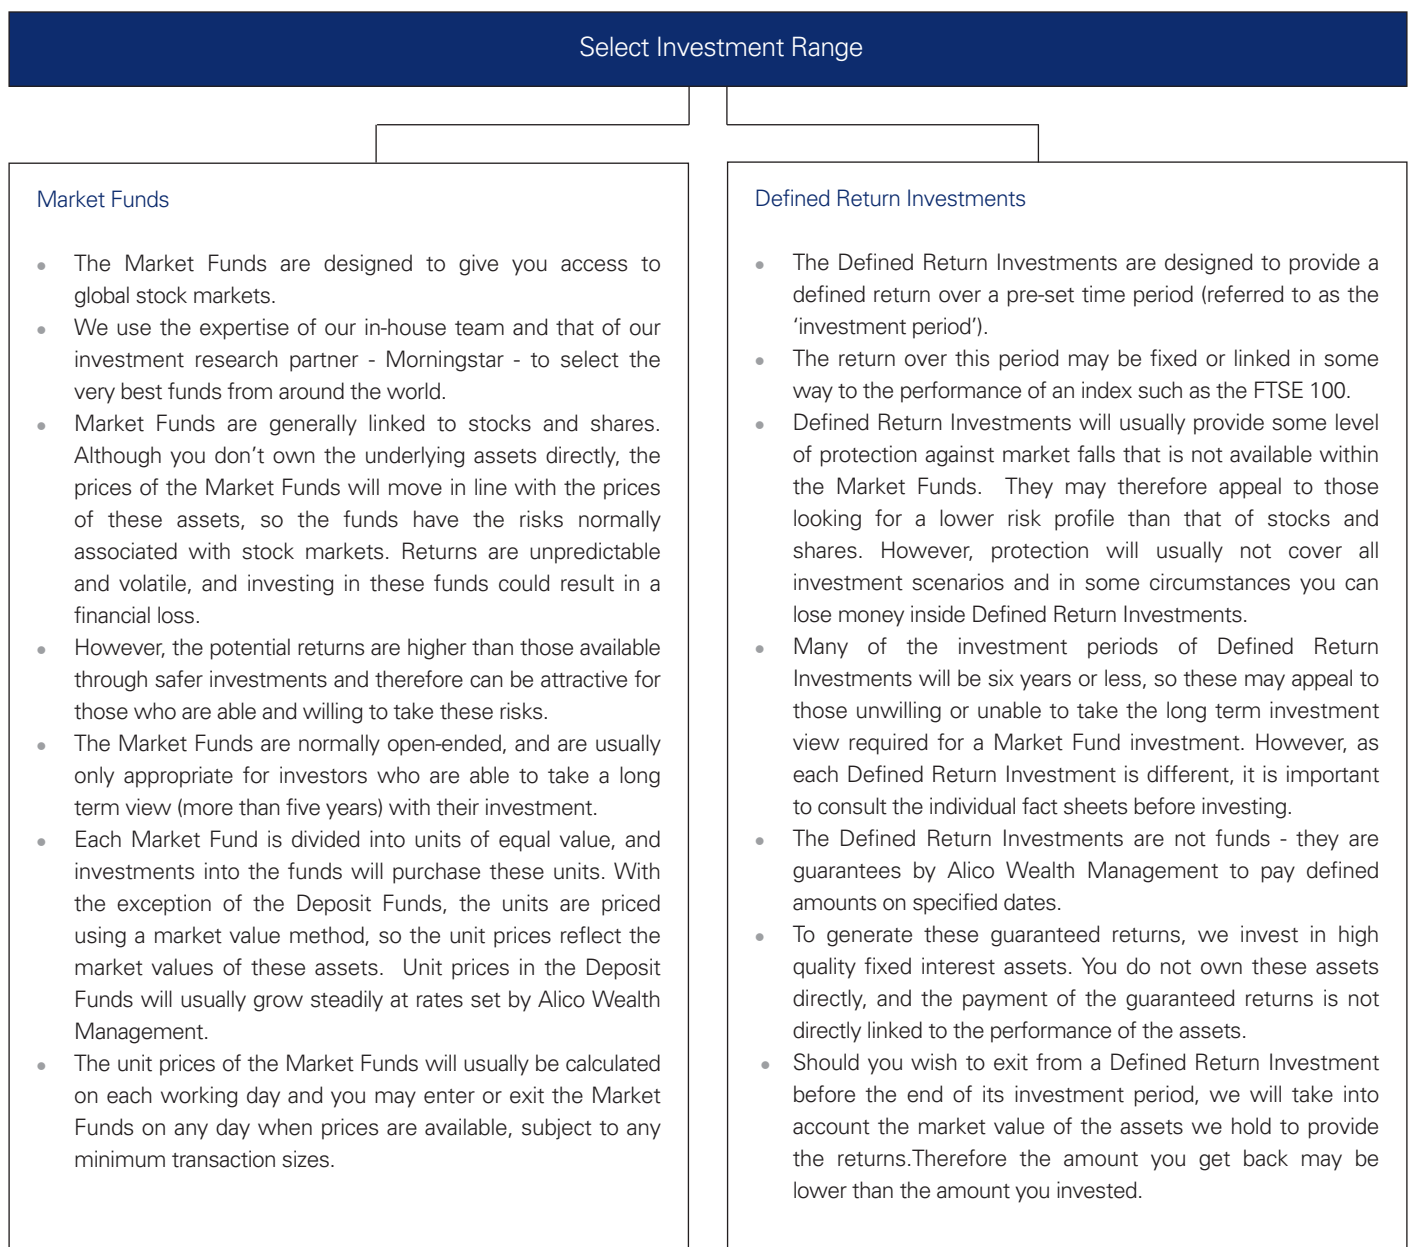 Select Investment Range
Market Funds
• The Market Funds are designed to give you access to
global stock markets.
• We use the expertise of our in-house team and that of our
investment research partner - Morningstar - to select the
very best funds from around the world.
• Market Funds are generally linked to stocks and shares.
Although you don’t own the underlying assets directly, the
prices of the Market Funds will move in line with the prices
of these assets, so the funds have the risks normally
associated with stock markets. Returns are unpredictable
and volatile, and investing in these funds could result in a
financial loss.
• However, the potential returns are higher than those available
through safer investments and therefore can be attractive for
those who are able and willing to take these risks.
• The Market Funds are normally open-ended, and are usually
only appropriate for investors who are able to take a long
term view (more than five years) with their investment.
• Each Market Fund is divided into units of equal value, and
investments into the funds will purchase these units. With
the exception of the Deposit Funds, the units are priced
using a market value method, so the unit prices reflect the
market values of these assets. Unit prices in the Deposit
Funds will usually grow steadily at rates set by Alico Wealth
Management.
• The unit prices of the Market Funds will usually be calculated
on each working day and you may enter or exit the Market
Funds on any day when prices are available, subject to any
minimum transaction sizes.
Defined Return Investments
• The Defined Return Investments are designed to provide a
defined return over a pre-set time period (referred to as the
‘investment period’).
• The return over this period may be fixed or linked in some
way to the performance of an index such as the FTSE 100.
• Defined Return Investments will usually provide some level
of protection against market falls that is not available within
the Market Funds. They may therefore appeal to those
looking for a lower risk profile than that of stocks and
shares. However, protection will usually not cover all
investment scenarios and in some circumstances you can
lose money inside Defined Return Investments.
• Many of the investment periods of Defined Return
Investments will be six years or less, so these may appeal to
those unwilling or unable to take the long term investment
view required for a Market Fund investment. However, as
each Defined Return Investment is different, it is important
to consult the individual fact sheets before investing.
• The Defined Return Investments are not funds - they are
guarantees by Alico Wealth Management to pay defined
amounts on specified dates.
• To generate these guaranteed returns, we invest in high
quality fixed interest assets. You do not own these assets
directly, and the payment of the guaranteed returns is not
directly linked to the performance of the assets.
• Should you wish to exit from a Defined Return Investment
before the end of its investment period, we will take into
account the market value of the assets we hold to provide
the returns.Therefore the amount you get back may be
lower than the amount you invested.